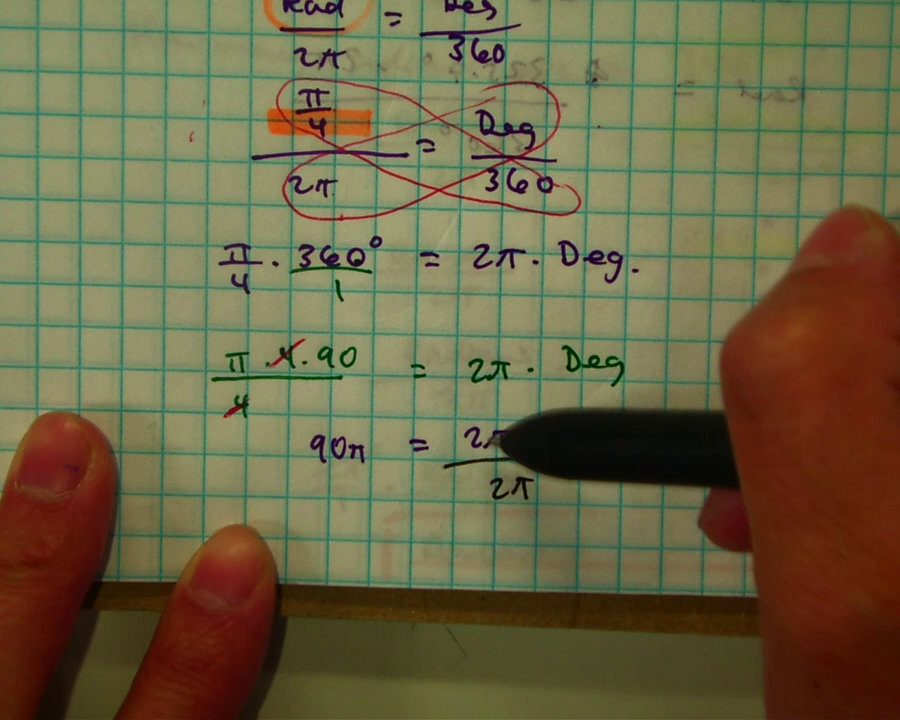 Rad/2π = Deg/360
(π/4)/2π = Deg/360
π/4 · 360°/1 = 2π · Deg.
π · 4 · 90/4 = 2π · Deg
90π = 2π/2π